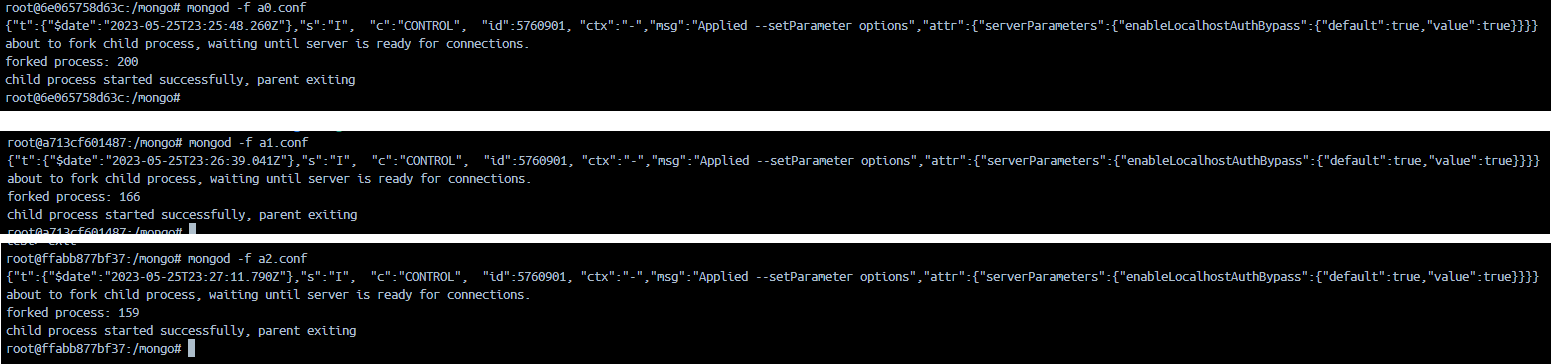 root@6e065758d63c:/mongo# mongod -f a0.conf
{"t":{"$date":"2023-05-25T23:25:48.260Z"},"s":"I",  "c":"CONTROL",  "id":5760901, "ctx":"-","msg":"Applied --setParameter options","attr":{"serverParameters":{"enableLocalhostAuthBypass":{"default":true,"value":true}}}}
about to fork child process, waiting until server is ready for connections.
forked process: 200
child process started successfully, parent exiting
root@6e065758d63c:/mongo#
root@a713cf601487:/mongo# mongod -f a1.conf
{"t":{"$date":"2023-05-25T23:26:39.041Z"},"s":"I",  "c":"CONTROL",  "id":5760901, "ctx":"-","msg":"Applied --setParameter options","attr":{"serverParameters":{"enableLocalhostAuthBypass":{"default":true,"value":true}}}}
about to fork child process, waiting until server is ready for connections.
forked process: 166
child process started successfully, parent exiting
root@a713cf601487:/mongo#
test> exit
root@ffabb877bf37:/mongo# mongod -f a2.conf
{"t":{"$date":"2023-05-25T23:27:11.790Z"},"s":"I",  "c":"CONTROL",  "id":5760901, "ctx":"-","msg":"Applied --setParameter options","attr":{"serverParameters":{"enableLocalhostAuthBypass":{"default":true,"value":true}}}}
about to fork child process, waiting until server is ready for connections.
forked process: 159
child process started successfully, parent exiting
root@ffabb877bf37:/mongo#